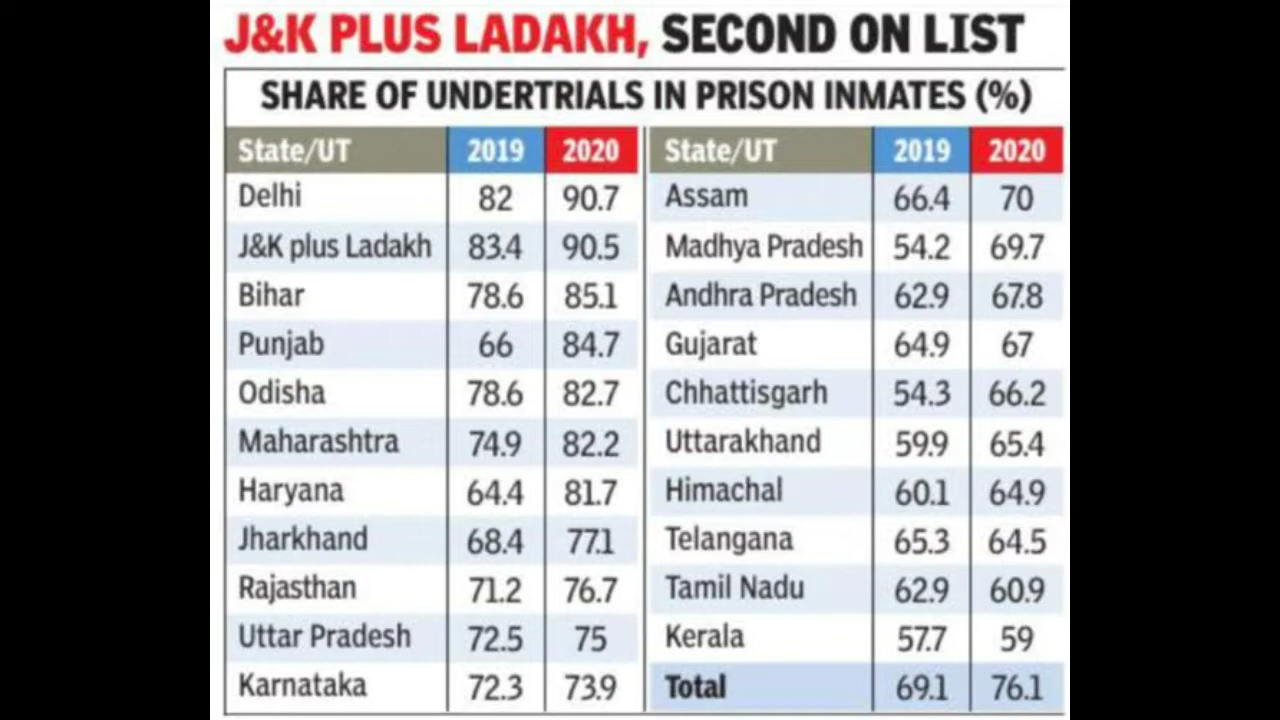 J&K PLUS LADAKH, SECOND ON LIST
SHARE OF UNDERTRIALS IN PRISON INMATES (%)
State/UT 2019 2020 State/UT 2019 2020
Delhi 82 90.7 Assam 66.4 70
J&K plus Ladakh 83.4 90.5 Madhya Pradesh 54.2 69.7
Bihar 78.6 85.1 Andhra Pradesh 62.9 67.8
Punjab 66 84.7 Gujarat 64.9 67
Odisha 78.6 82.7 Chhattisgarh 54.3 66.2
Maharashtra 74.9 82.2 Uttarakhand 59.9 65.4
Haryana 64.4 81.7 Himachal 60.1 64.9
Jharkhand 68.4 77.1 Telangana 65.3 64.5
Rajasthan 71.2 76.7 Tamil Nadu 62.9 60.9
Uttar Pradesh 72.5 75 Kerala 57.7 59
Karnataka 72.3 73.9 Total 69.1 76.1